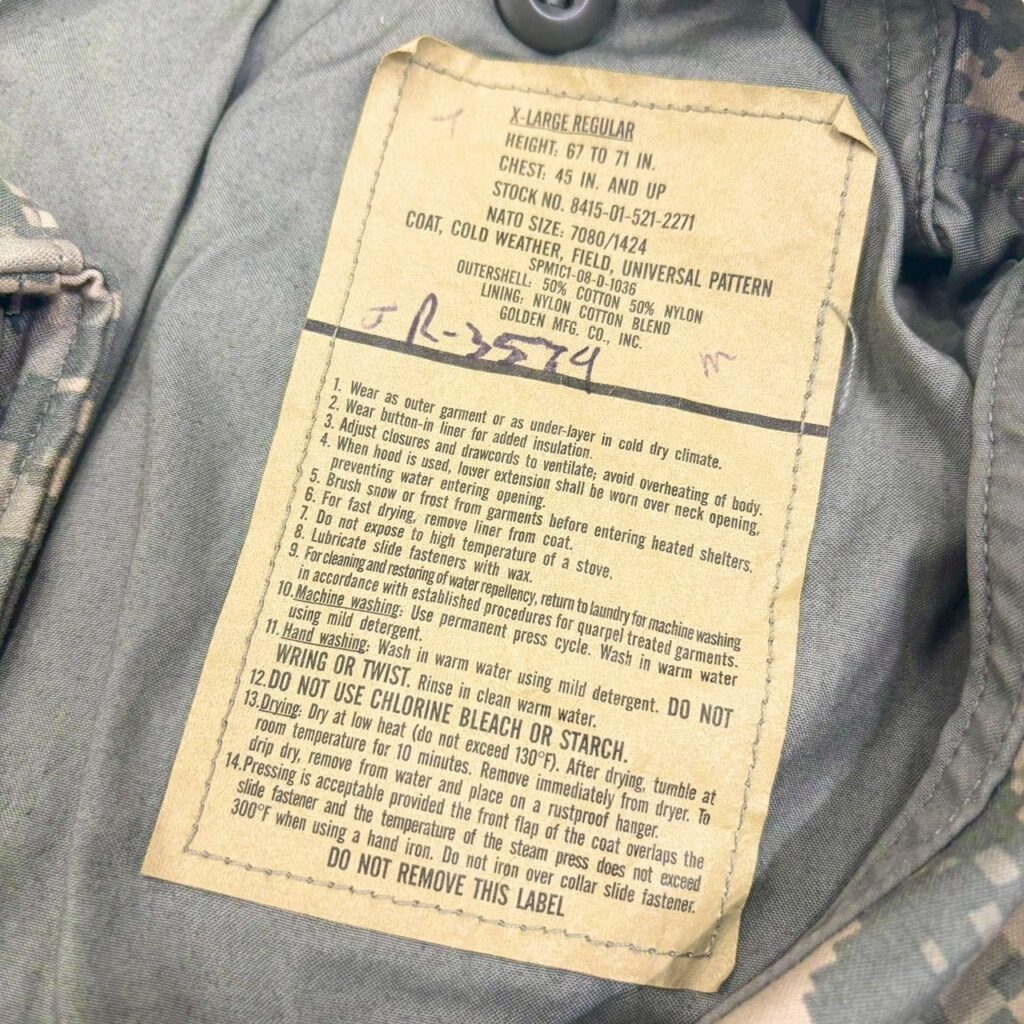 X-LARGE REGULAR
HEIGHT: 67 TO 71 IN.
CHEST: 45 IN. AND UP
STOCK NO. 8415-01-521-2271
NATO SIZE: 7080/1424
COAT, COLD WEATHER, FIELD, UNIVERSAL PATTERN
SPM1C1-08-D-1036
OUTERSHELL: 50% COTTON 50% NYLON
LINING: NYLON COTTON BLEND
GOLDEN MFG. CO., INC.
R-3574
1. Wear as outer garment or as under-layer in cold dry climate.
2. Wear button-in liner for added insulation.
3. Adjust closures and drawcords to ventilate; avoid overheating of body.
4. When hood is used, lower extension shall be worn over neck opening,
preventing water entering opening.
5. Brush snow or frost from garments before entering heated shelters.
6. For fast drying, remove liner from coat.
7. Do not expose to high temperature of a stove.
8. Lubricate slide fasteners with wax.
9. For cleaning and restoring of water repellency, return to laundry for machine washing
in accordance with established procedures for quarpel treated garments.
10. Machine washing: Use permanent press cycle. Wash in warm water
using mild detergent.
11. Hand washing: Wash in warm water using mild detergent. DO NOT
WRING OR TWIST. Rinse in clean warm water.
12. DO NOT USE CHLORINE BLEACH OR STARCH.
13. Drying: Dry at low heat (do not exceed 130°F). After drying, tumble at
room temperature for 10 minutes. Remove immediately from dryer. To
drip dry, remove from water and place on a rustproof hanger.
14. Pressing is acceptable provided the front flap of the coat overlaps the
slide fastener and the temperature of the steam press does not exceed
300°F when using a hand iron. Do not iron over collar slide fastener.
DO NOT REMOVE THIS LABEL